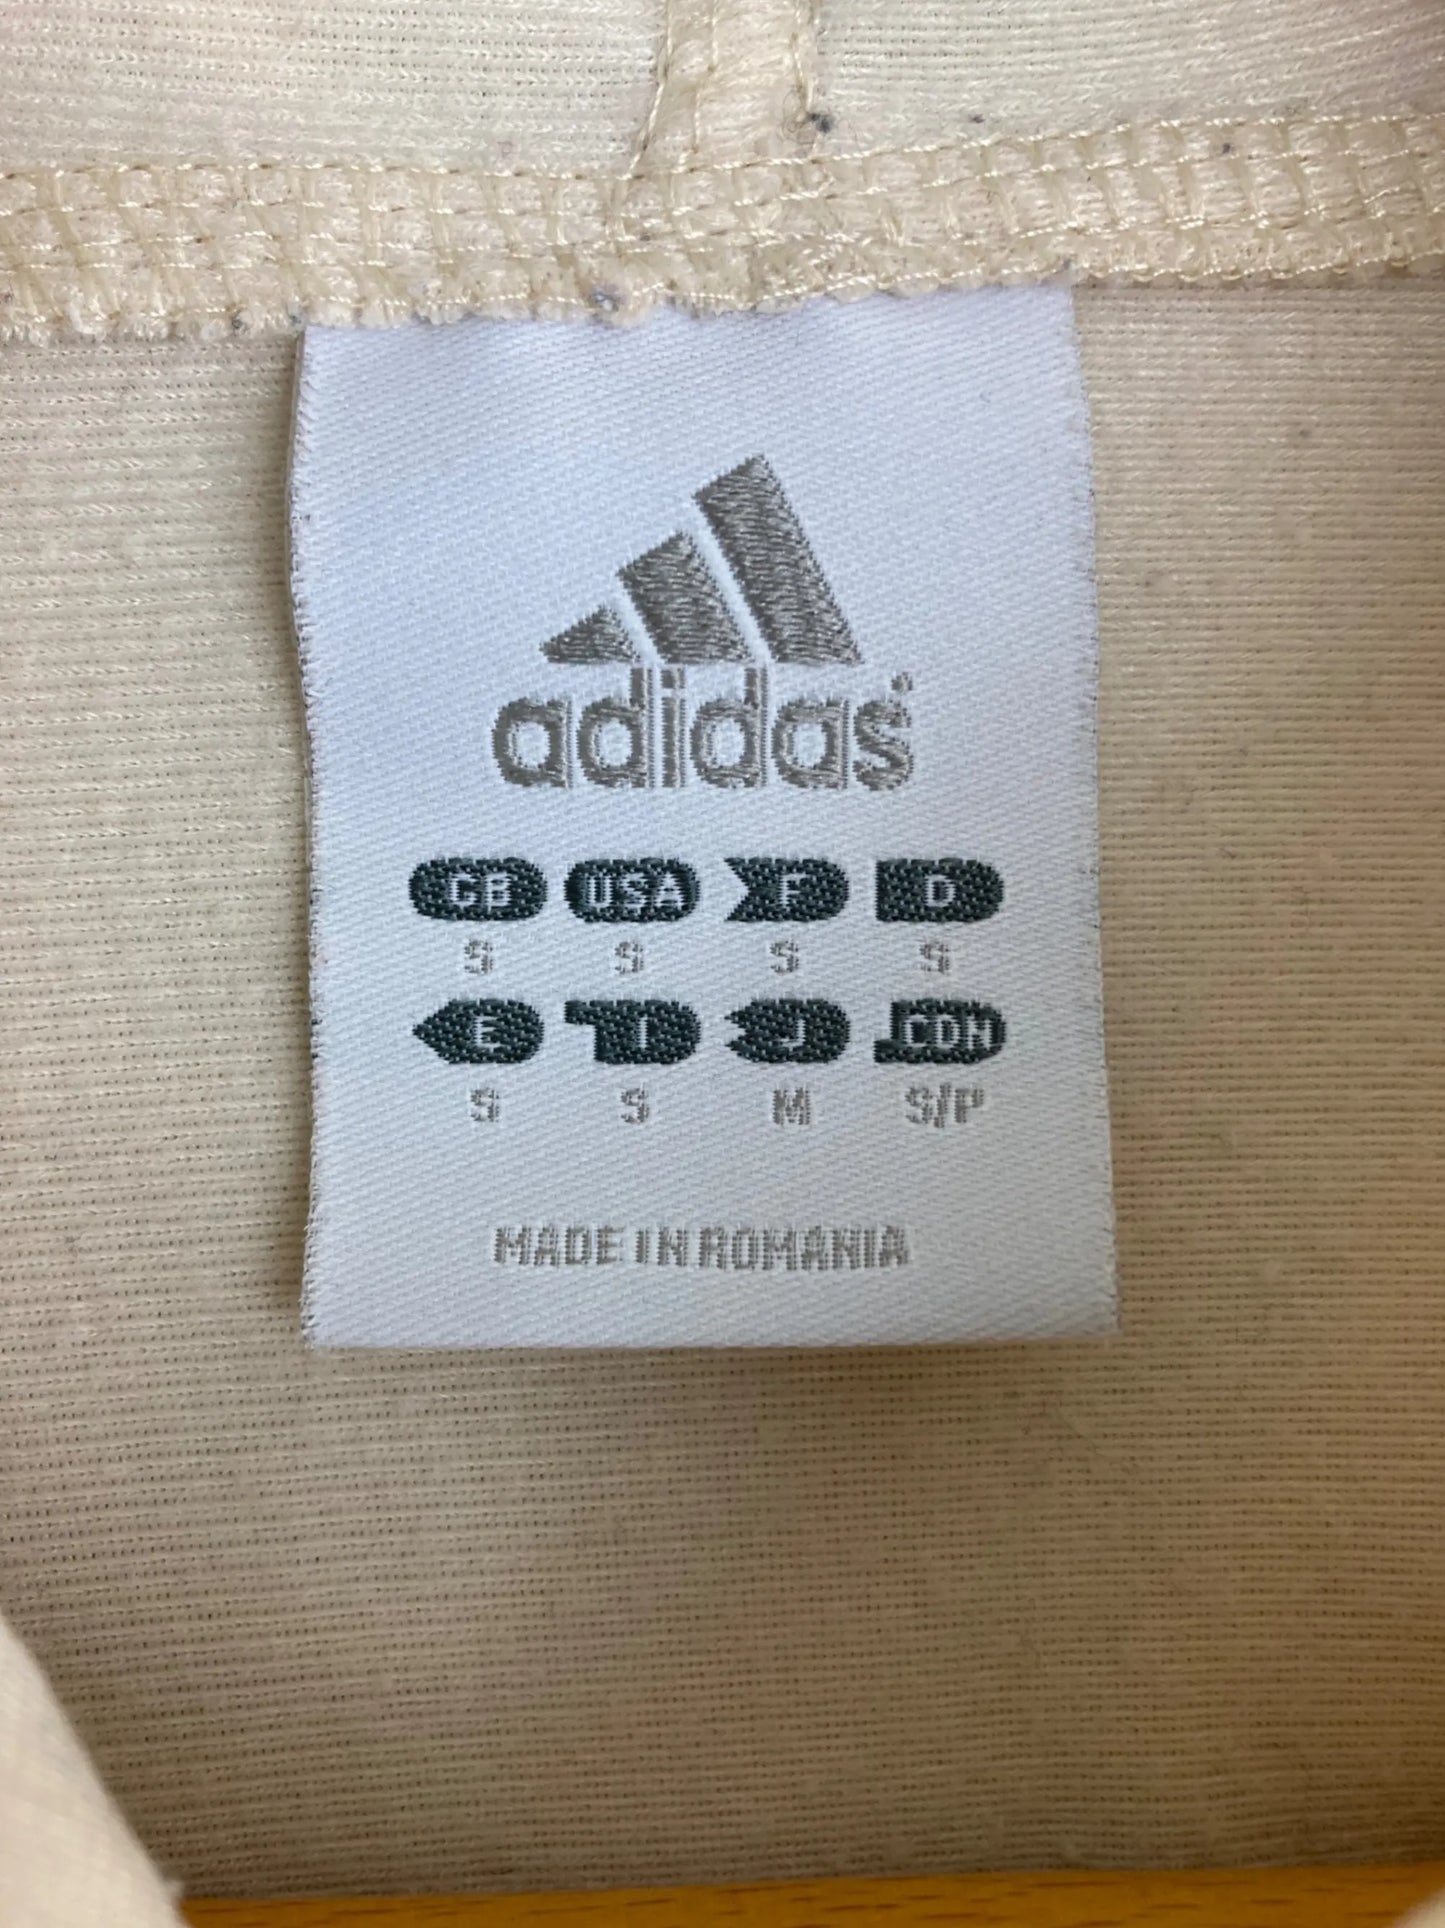 adidas
GB USA F D
S S S S
E I J CDN
S S M S/P
MADE IN ROMANIA